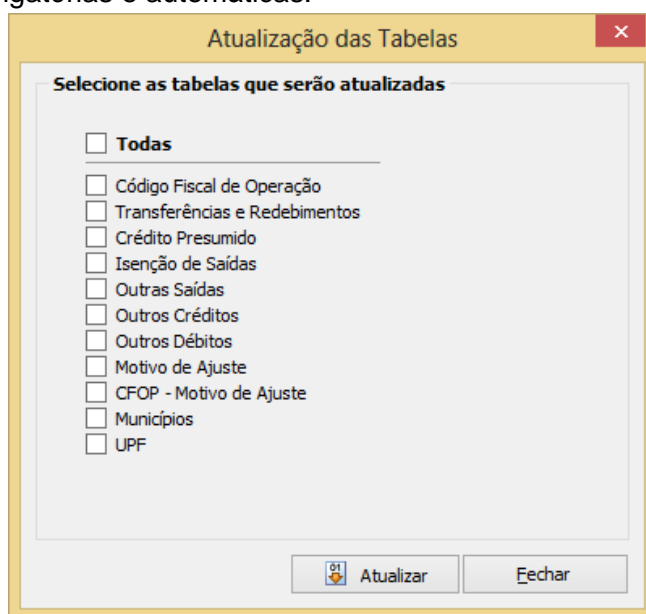 Atualização das Tabelas
Selecione as tabelas que serão atualizadas
Todas
Código Fiscal de Operação
Transferências e Redebimentos
Crédito Presumido
Isenção de Saídas
Outras Saídas
Outros Créditos
Outros Débitos
Motivo de Ajuste
CFOP - Motivo de Ajuste
Municípios
UPF
Atualizar
Fechar